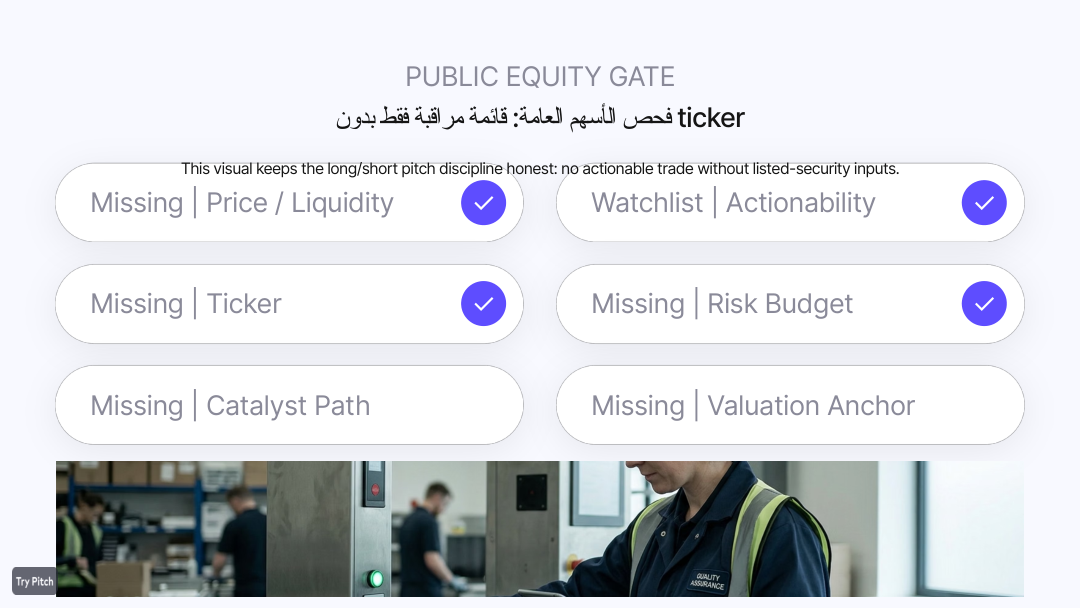 PUBLIC EQUITY GATE
فحص الأسهم العامة: قائمة مراقبة فقط بدون ticker
This visual keeps the long/short pitch discipline honest: no actionable trade without listed-security inputs.
Missing | Price / Liquidity
Watchlist | Actionability
Missing | Ticker
Missing | Risk Budget
Missing | Catalyst Path
Missing | Valuation Anchor
QUALITY
ASSURANCE
Try Pitch